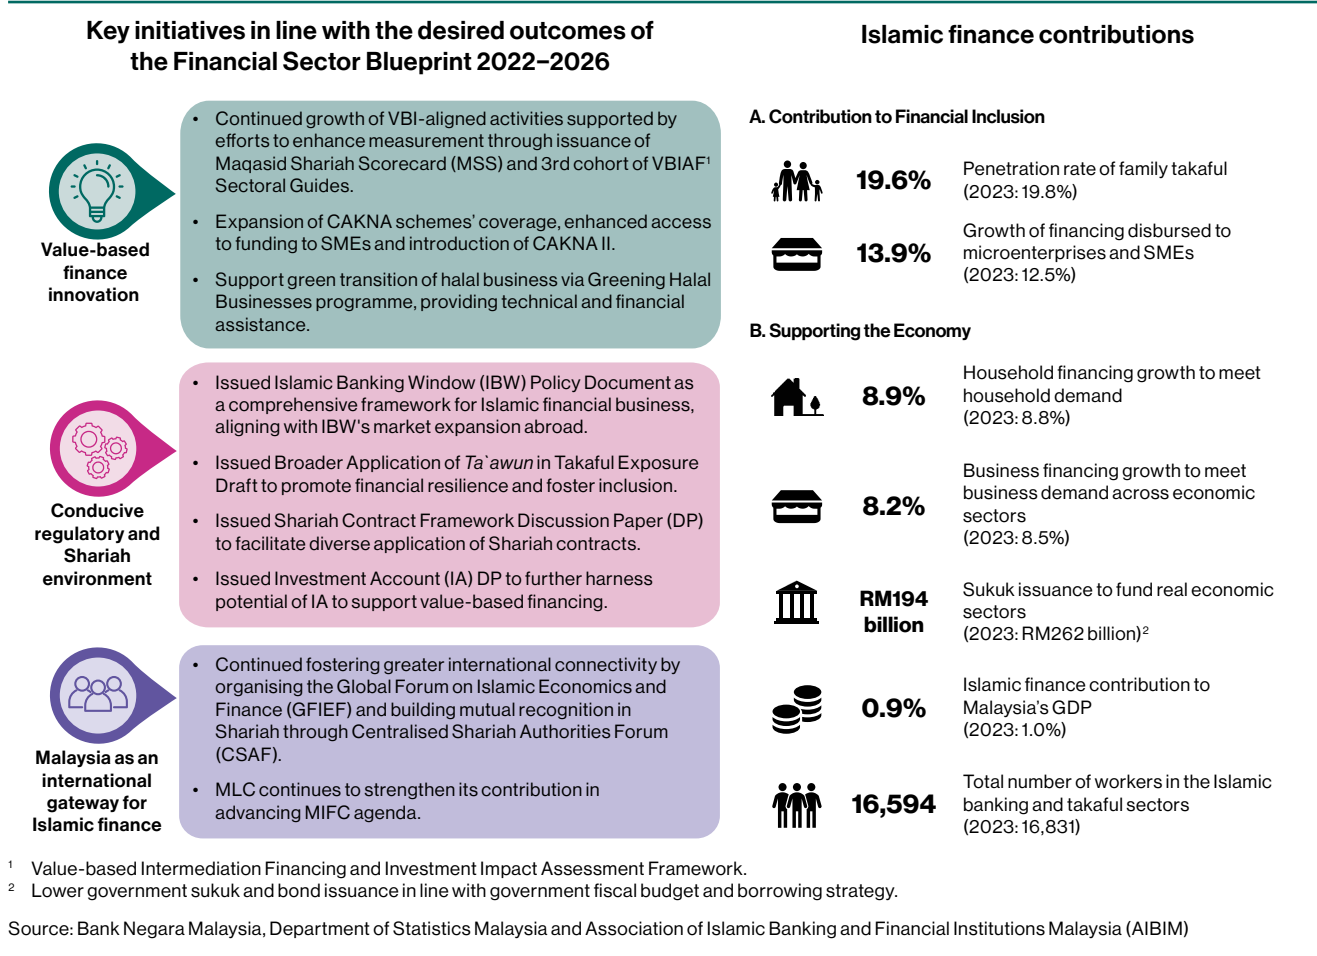 Key initiatives in line with the desired outcomes of
the Financial Sector Blueprint 2022–2026
Value-based
finance
innovation
• Continued growth of VBI-aligned activities supported by
efforts to enhance measurement through issuance of
Maqasid Shariah Scorecard (MSS) and 3rd cohort of VBIAF¹
Sectoral Guides.
• Expansion of CAKNA schemes' coverage, enhanced access
to funding to SMEs and introduction of CAKNA II.
• Support green transition of halal business via Greening Halal
Businesses programme, providing technical and financial
assistance.
Conducive
regulatory and
Shariah
environment
• Issued Islamic Banking Window (IBW) Policy Document as
a comprehensive framework for Islamic financial business,
aligning with IBW's market expansion abroad.
• Issued Broader Application of Ta`awun in Takaful Exposure
Draft to promote financial resilience and foster inclusion.
• Issued Shariah Contract Framework Discussion Paper (DP)
to facilitate diverse application of Shariah contracts.
• Issued Investment Account (IA) DP to further harness
potential of IA to support value-based financing.
Malaysia as an
international
gateway for
Islamic finance
• Continued fostering greater international connectivity by
organising the Global Forum on Islamic Economics and
Finance (GFIEF) and building mutual recognition in
Shariah through Centralised Shariah Authorities Forum
(CSAF).
• MLC continues to strengthen its contribution in
advancing MIFC agenda.
Islamic finance contributions
A. Contribution to Financial Inclusion
19.6%
Penetration rate of family takaful
(2023: 19.8%)
13.9%
Growth of financing disbursed to
microenterprises and SMEs
(2023: 12.5%)
B. Supporting the Economy
8.9%
Household financing growth to meet
household demand
(2023: 8.8%)
8.2%
Business financing growth to meet
business demand across economic
sectors
(2023: 8.5%)
RM194
billion
Sukuk issuance to fund real economic
sectors
(2023: RM262 billion)²
0.9%
Islamic finance contribution to
Malaysia's GDP
(2023: 1.0%)
16,594
Total number of workers in the Islamic
banking and takaful sectors
(2023: 16,831)
¹ Value-based Intermediation Financing and Investment Impact Assessment Framework.
² Lower government sukuk and bond issuance in line with government fiscal budget and borrowing strategy.
Source: Bank Negara Malaysia, Department of Statistics Malaysia and Association of Islamic Banking and Financial Institutions Malaysia (AIBIM)